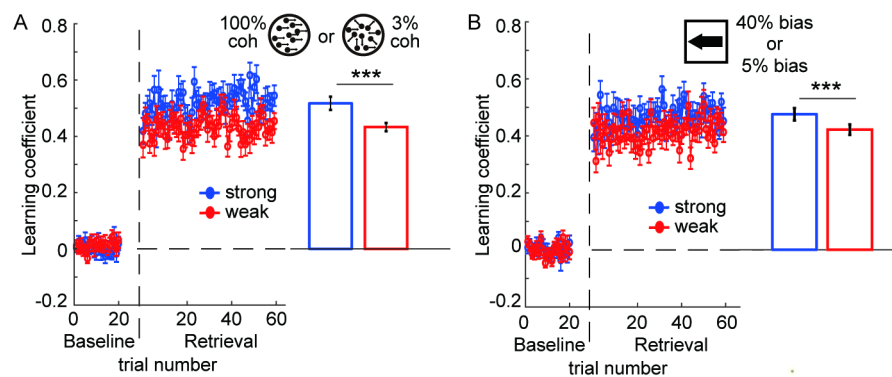 A
100% coh or 3% coh
Learning coefficient
0.8
0.6
0.4
0.2
0
-0.2
***
strong
weak
0 20 20 40 60
Baseline Retrieval
trial number
B
40% bias or 5% bias
Learning coefficient
0.8
0.6
0.4
0.2
0
-0.2
***
strong
weak
0 20 20 40 60
Baseline Retrieval
trial number